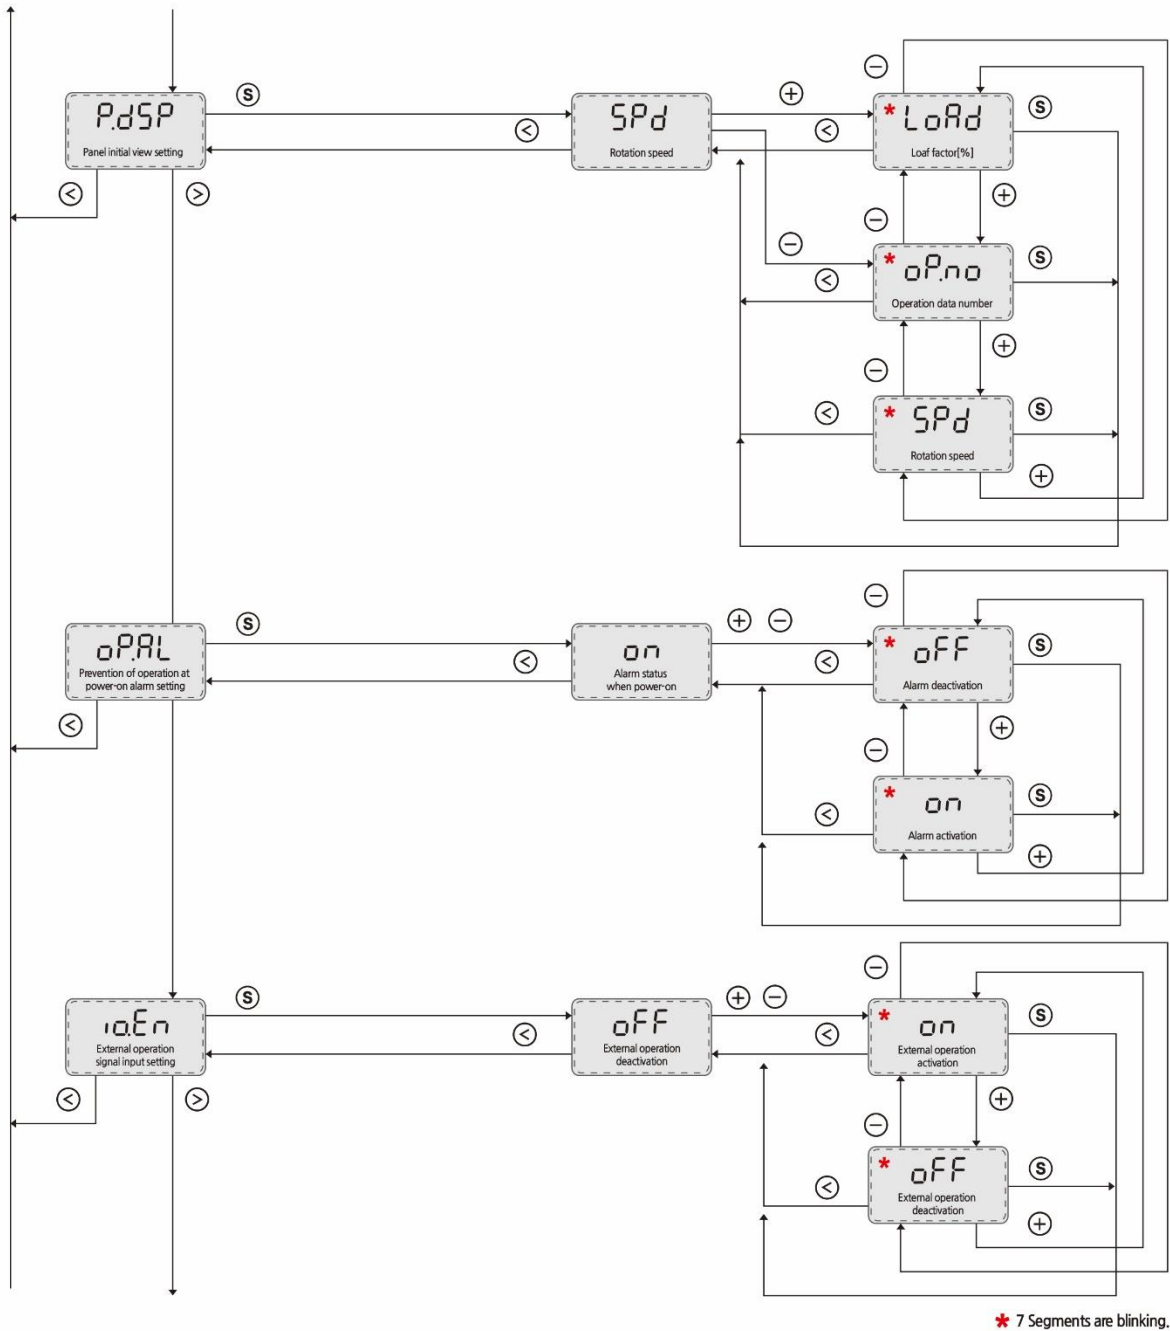 P.dSP
Panel initial view setting
S
<
SPd
Rotation speed
+
<
−
* LoAd
Loaf factor[%]
S
<
>
−
+
−
<
* oP.no
Operation data number
S
−
+
<
* SPd
Rotation speed
S
+
oP.AL
Prevention of operation at
power-on alarm setting
S
<
on
Alarm status
when power-on
+ −
<
−
* oFF
Alarm deactivation
S
<
−
+
<
* on
Alarm activation
S
+
io.En
External operation
signal input setting
S
<
oFF
External operation
deactivation
+ −
<
−
* on
External operation
activation
S
<
>
−
+
<
* oFF
External operation
deactivation
S
+
* 7 Segments are blinking.